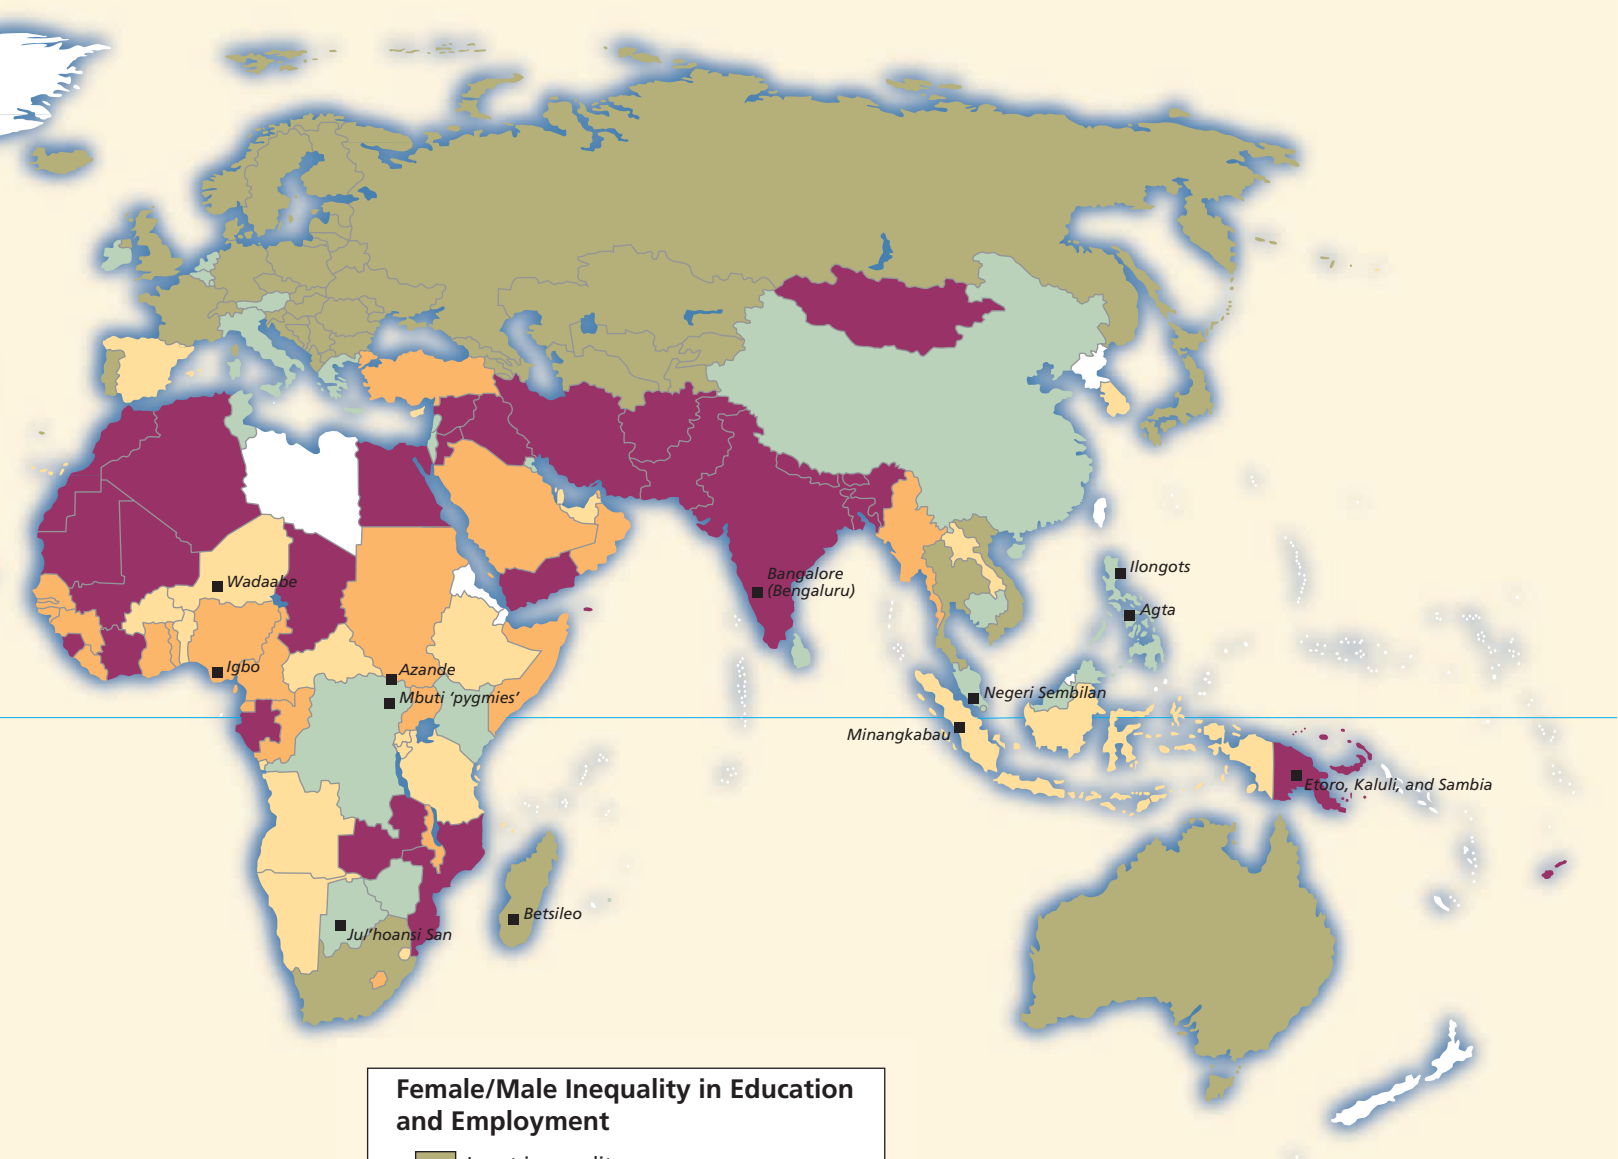 Wadaabe
Igbo
Azande
Mbuti ‘pygmies’
Bangalore
(Bengaluru)
Ilongots
Agta
Negeri Sembilan
Minangkabau
Etoro, Kaluli, and Sambia
Betsileo
Ju/’hoansi San
Female/Male Inequality in Education
and Employment